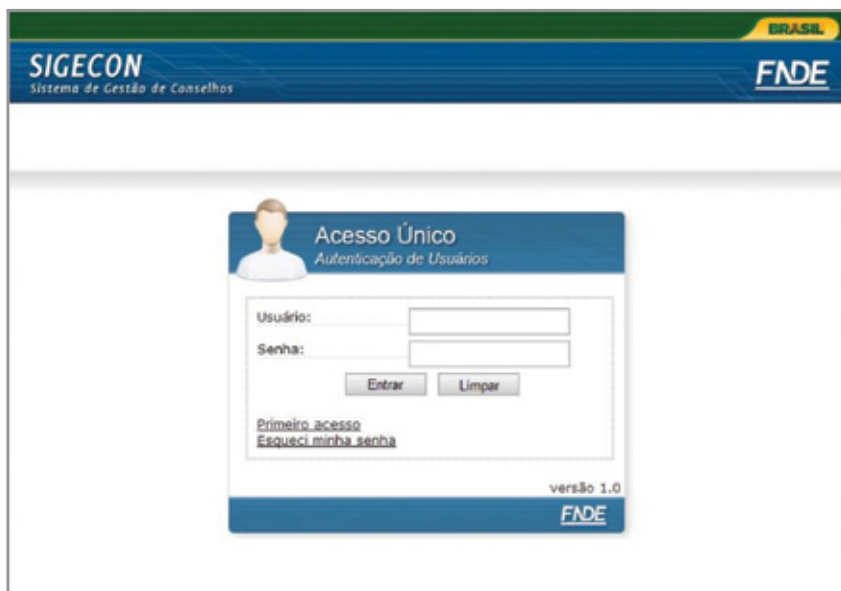 BRASIL
SIGECON
Sistema de Gestão de Conselhos
FNDE
Acesso Único
Autenticação de Usuários
Usuário:
Senha:
Entrar Limpar
Primeiro acesso
Esqueci minha senha
versão 1.0
FNDE